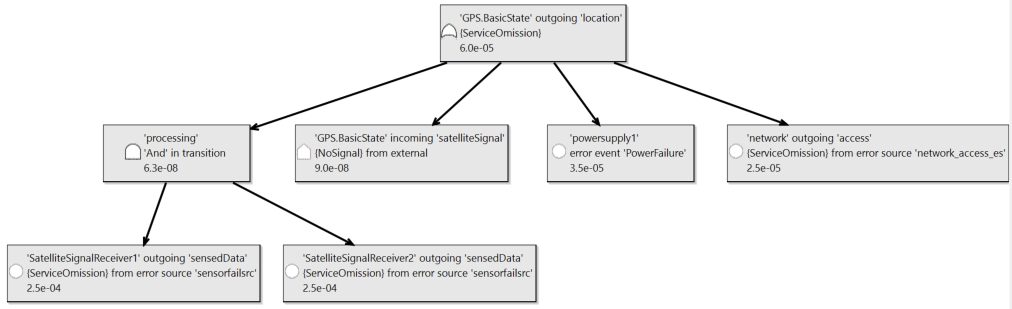 'GPS.BasicState' outgoing 'location'
{ServiceOmission}
6.0e-05
'processing'
'And' in transition
6.3e-08
'GPS.BasicState' incoming 'satelliteSignal'
{NoSignal} from external
9.0e-08
'powersupply1'
error event 'PowerFailure'
3.5e-05
'network' outgoing 'access'
{ServiceOmission} from error source 'network_access_es'
2.5e-05
'SatelliteSignalReceiver1' outgoing 'sensedData'
{ServiceOmission} from error source 'sensorfailsrc'
2.5e-04
'SatelliteSignalReceiver2' outgoing 'sensedData'
{ServiceOmission} from error source 'sensorfailsrc'
2.5e-04